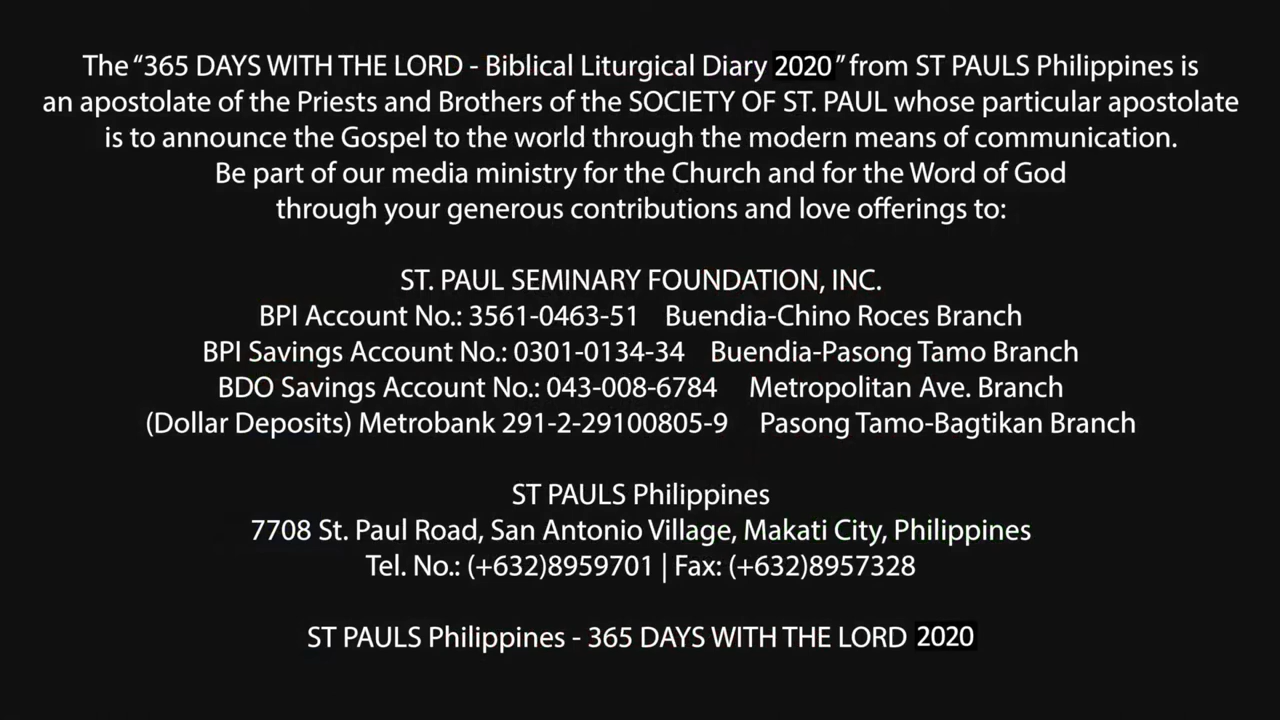 The “365 DAYS WITH THE LORD - Biblical Liturgical Diary 2020” from ST PAULS Philippines is
an apostolate of the Priests and Brothers of the SOCIETY OF ST. PAUL whose particular apostolate
is to announce the Gospel to the world through the modern means of communication.
Be part of our media ministry for the Church and for the Word of God
through your generous contributions and love offerings to:
ST. PAUL SEMINARY FOUNDATION, INC.
BPI Account No.: 3561-0463-51 Buendia-Chino Roces Branch
BPI Savings Account No.: 0301-0134-34 Buendia-Pasong Tamo Branch
BDO Savings Account No.: 043-008-6784 Metropolitan Ave. Branch
(Dollar Deposits) Metrobank 291-2-29100805-9 Pasong Tamo-Bagtikan Branch
ST PAULS Philippines
7708 St. Paul Road, San Antonio Village, Makati City, Philippines
Tel. No.: (+632)8959701 | Fax: (+632)8957328
ST PAULS Philippines - 365 DAYS WITH THE LORD 2020